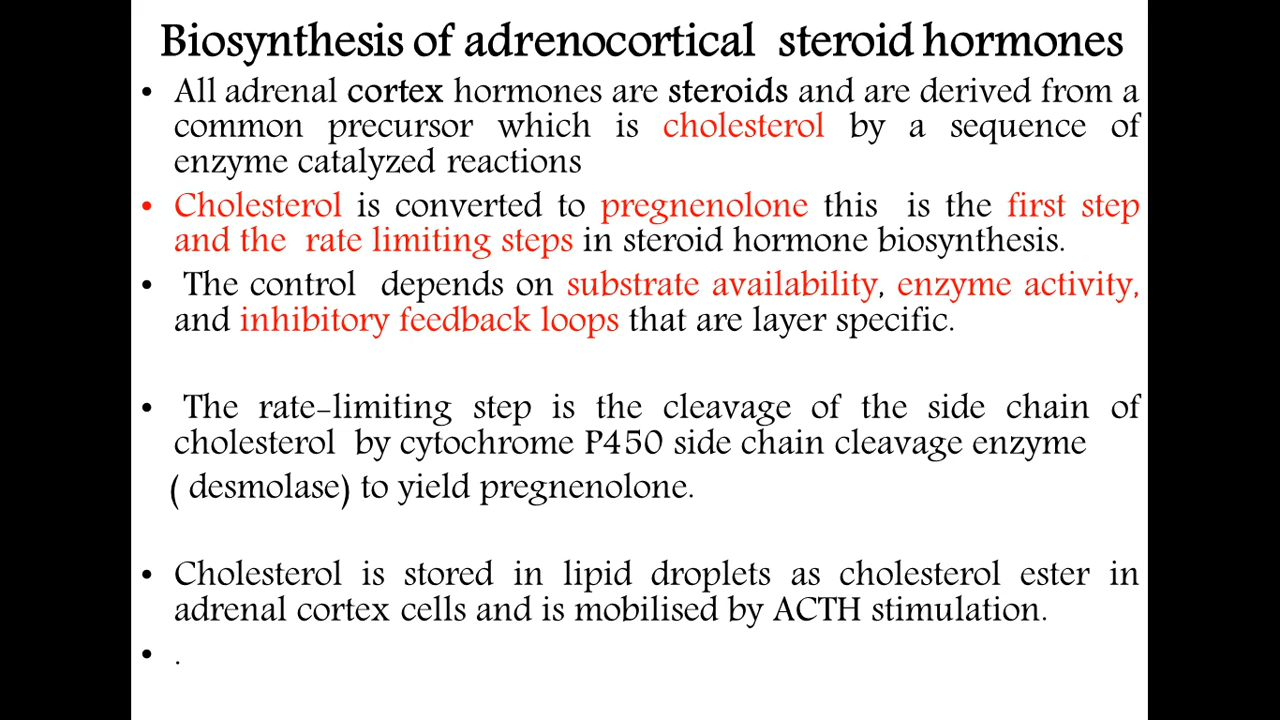 Biosynthesis of adrenocortical steroid hormones
• All adrenal cortex hormones are steroids and are derived from a
common precursor which is cholesterol by a sequence of
enzyme catalyzed reactions
• Cholesterol is converted to pregnenolone this is the first step
and the rate limiting steps in steroid hormone biosynthesis.
• The control depends on substrate availability, enzyme activity,
and inhibitory feedback loops that are layer specific.
• The rate-limiting step is the cleavage of the side chain of
cholesterol by cytochrome P450 side chain cleavage enzyme
( desmolase) to yield pregnenolone.
• Cholesterol is stored in lipid droplets as cholesterol ester in
adrenal cortex cells and is mobilised by ACTH stimulation.
• .